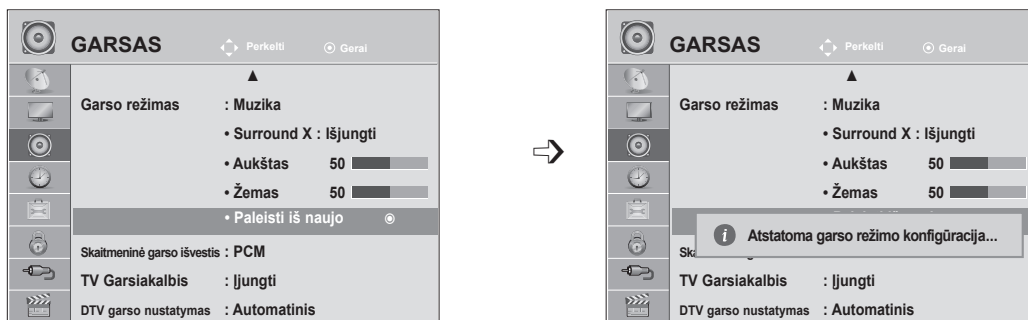 GARSAS Perkelti Gerai
Garso režimas : Muzika
• Surround X : Išjungti
• Aukštas 50
• Žemas 50
• Paleisti iš naujo
Skaitmeninė garso išvestis : PCM
TV Garsiakalbis : Įjungti
DTV garso nustatymas : Automatinis
GARSAS Perkelti Gerai
Garso režimas : Muzika
• Surround X : Išjungti
• Aukštas 50
• Žemas 50
i Atstatoma garso režimo konfigūracija...
TV Garsiakalbis : Įjungti
DTV garso nustatymas : Automatinis